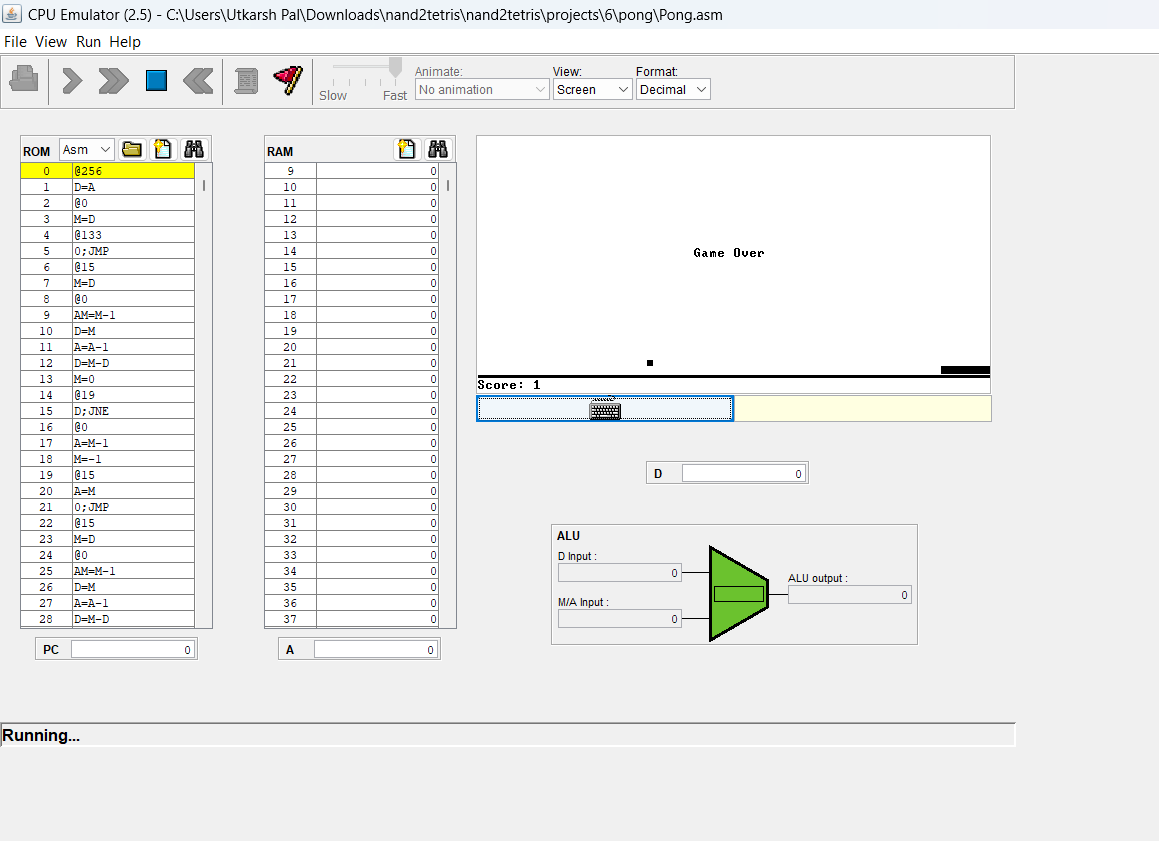 CPU Emulator (2.5) - C:\Users\Utkarsh Pal\Downloads\nand2tetris\nand2tetris\projects\6\pong\Pong.asm
File View Run Help
Slow Fast
Animate:
No animation
View:
Screen
Format:
Decimal
ROM Asm
0 @256
1 D=A
2 @0
3 M=D
4 @133
5 0;JMP
6 @15
7 M=D
8 @0
9 AM=M-1
10 D=M
11 A=A-1
12 D=M-D
13 M=0
14 @19
15 D;JNE
16 @0
17 A=M-1
18 M=-1
19 @15
20 A=M
21 0;JMP
22 @15
23 M=D
24 @0
25 AM=M-1
26 D=M
27 A=A-1
28 D=M-D
PC 0
RAM
9 0
10 0
11 0
12 0
13 0
14 0
15 0
16 0
17 0
18 0
19 0
20 0
21 0
22 0
23 0
24 0
25 0
26 0
27 0
28 0
29 0
30 0
31 0
32 0
33 0
34 0
35 0
36 0
37 0
A 0
Game Over
Score: 1
D 0
ALU
D Input :
0
M/A Input :
0
ALU output :
0
Running...